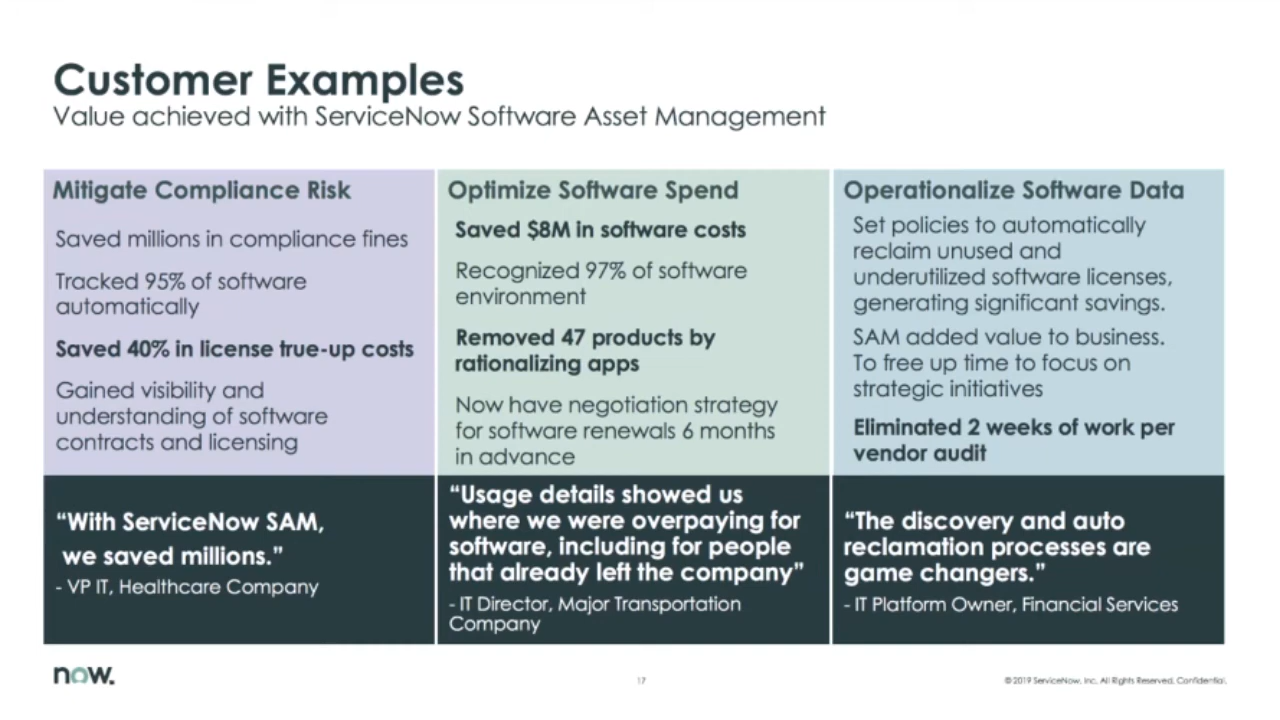 Customer Examples
Value achieved with ServiceNow Software Asset Management
Mitigate Compliance Risk
Saved millions in compliance fines
Tracked 95% of software
automatically
Saved 40% in license true-up costs
Gained visibility and
understanding of software
contracts and licensing
“With ServiceNow SAM,
we saved millions.”
- VP IT, Healthcare Company
Optimize Software Spend
Saved $8M in software costs
Recognized 97% of software
environment
Removed 47 products by
rationalizing apps
Now have negotiation strategy
for software renewals 6 months
in advance
“Usage details showed us
where we were overpaying for
software, including for people
that already left the company”
- IT Director, Major Transportation
Company
Operationalize Software Data
Set policies to automatically
reclaim unused and
underutilized software licenses,
generating significant savings.
SAM added value to business.
To free up time to focus on
strategic initiatives
Eliminated 2 weeks of work per
vendor audit
“The discovery and auto
reclamation processes are
game changers.”
- IT Platform Owner, Financial Services
now.
17
© 2019 ServiceNow, Inc. All Rights Reserved. Confidential.